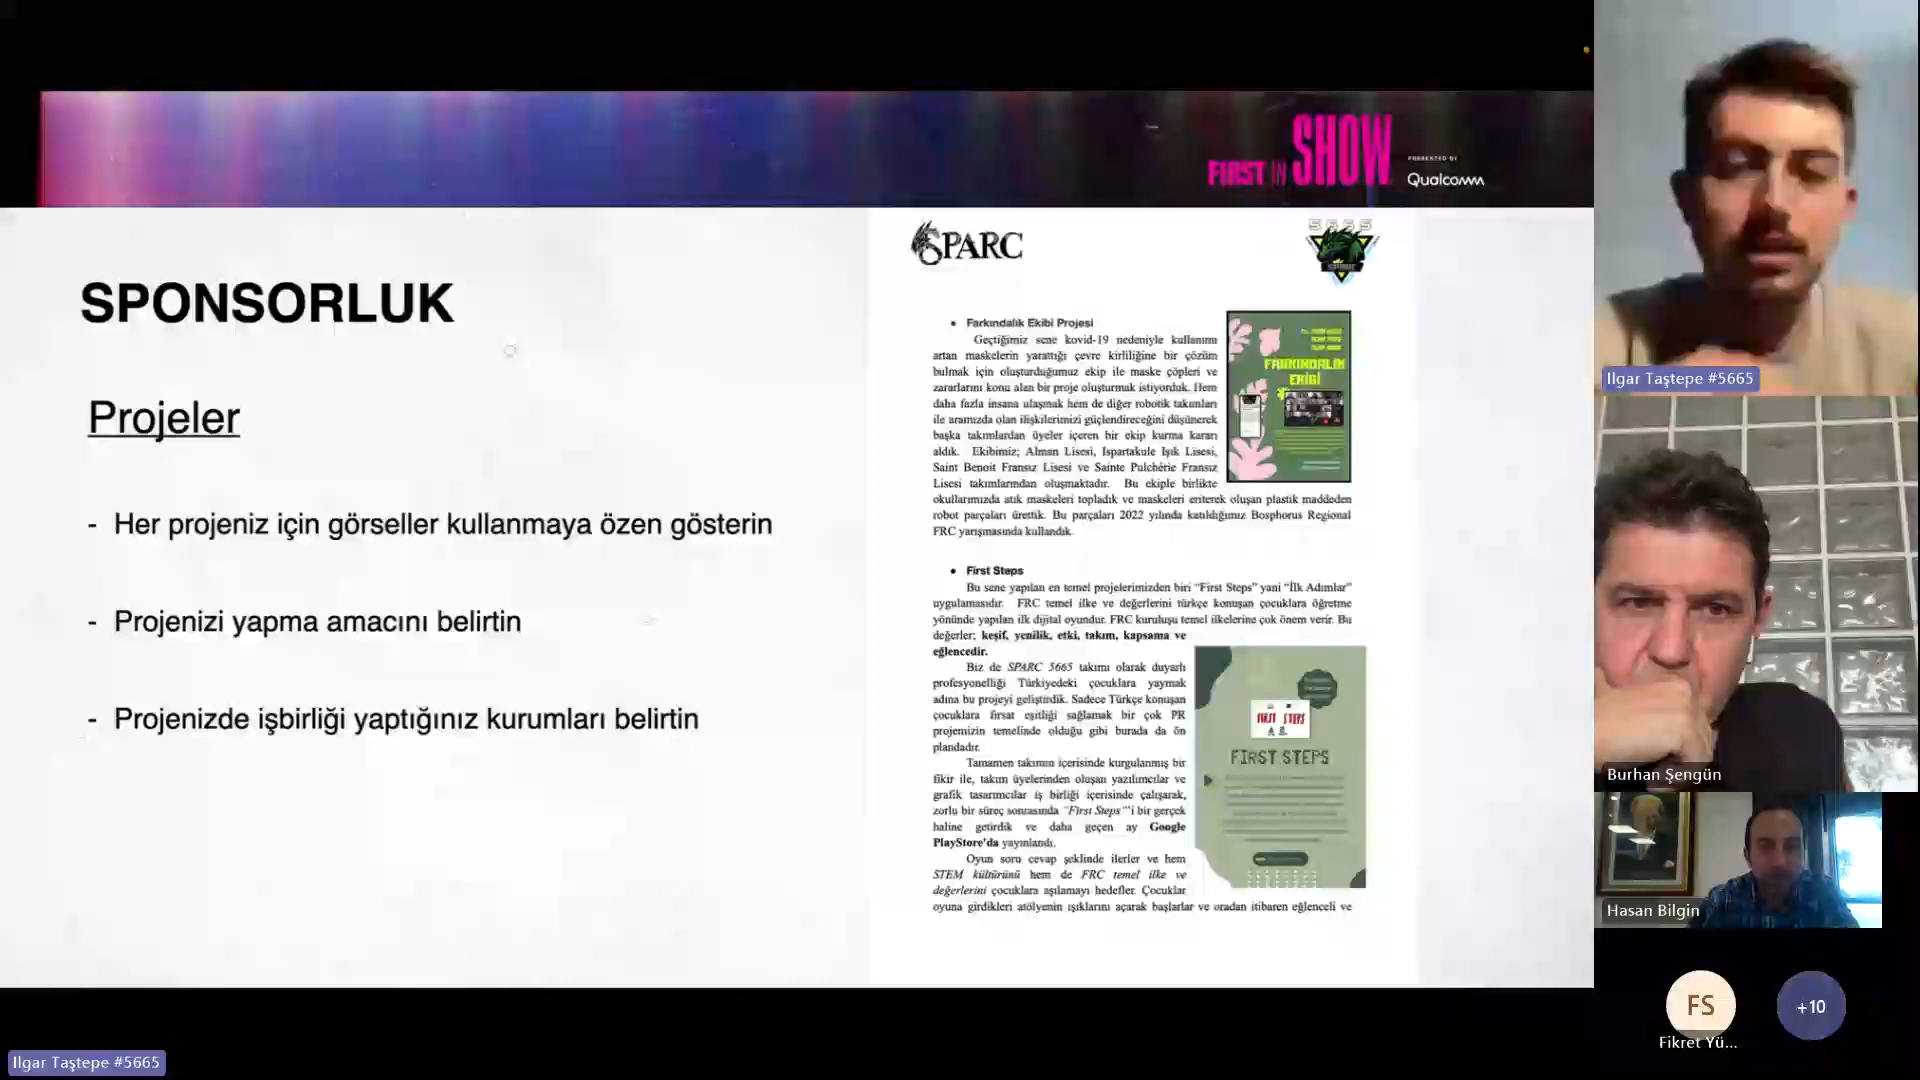 FIRST IN SHOW
PRESENTED BY
Qualcomm
SPARC
5665
SPONSORLUK
Projeler
- Her projeniz için görseller kullanmaya özen gösterin
- Projenizi yapma amacını belirtin
- Projenizde işbirliği yaptığınız kurumları belirtin
• Farkındalık Ekibi Projesi
Geçtiğimiz sene kovid-19 nedeniyle kullanımı
artan maskelerin yarattığı çevre kirliliğine bir çözüm
bulmak için oluşturduğumuz ekip ile maske çöpleri ve
zararlarını konu alan bir proje oluşturmak istiyorduk. Hem
daha fazla insana ulaşmak hem de diğer robotik takımları
ile aramızda olan ilişkilerimizi güçlendireceğini düşünerek
başka takımlardan üyeler içeren bir ekip kurma kararı
aldık. Ekibimiz; Alman Lisesi, Ispartakule Işık Lisesi,
Saint Benoit Fransız Lisesi ve Sainte Pulchérie Fransız
Lisesi takımlarından oluşmaktadır. Bu ekiple birlikte
okullarımızda atık maskeleri topladık ve maskeleri eriterek oluşan plastik maddeden
robot parçaları ürettik. Bu parçaları 2022 yılında katıldığımız Bosphorus Regional
FRC yarışmasında kullandık.
FARKINDALIK
EKİBİ
• First Steps
Bu sene yapılan en temel projelerimizden biri “First Steps” yani “İlk Adımlar”
uygulamasıdır. FRC temel ilke ve değerlerini türkçe konuşan çocuklara öğretme
yönünde yapılan ilk dijital oyundur. FRC kuruluşu temel ilkelerine çok önem verir. Bu
değerler; keşif, yenilik, etki, takım, kapsama ve
eğlencedir.
Biz de SPARC 5665 takımı olarak duyarlı
profesyonelliği Türkiyedeki çocuklara yaymak
adına bu projeyi geliştirdik. Sadece Türkçe konuşan
çocuklara fırsat eşitliği sağlamak bir çok PR
projemizin temelinde olduğu gibi burada da ön
plandadır.
Tamamen takımın içerisinde kurgulanmış bir
fikir ile, takım üyelerinden oluşan yazılımcılar ve
grafik tasarımcılar iş birliği içerisinde çalışarak,
zorlu bir süreç sonrasında “First Steps”’i bir gerçek
haline getirdik ve daha geçen ay Google
PlayStore'da yayınlandı.
Oyun soru cevap şeklinde ilerler ve hem
STEM kültürünü hem de FRC temel ilke ve
değerlerini çocuklara aşılamayı hedefler. Çocuklar
oyuna girdikleri atölyenin ışıklarını açarak başlarlar ve oradan itibaren eğlenceli ve
FIRST STEPS
FIRST STEPS
Ilgar Taştepe #5665
Burhan Şengün
Hasan Bilgin
FS
Fikret Yü...
+10
Ilgar Taştepe #5665